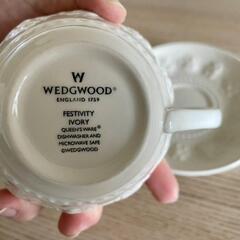 W
WEDGWOOD®
ENGLAND 1759
FESTIVITY
IVORY
QUEEN'S WARE®
DISHWASHER AND
MICROWAVE SAFE
©WEDGWOOD